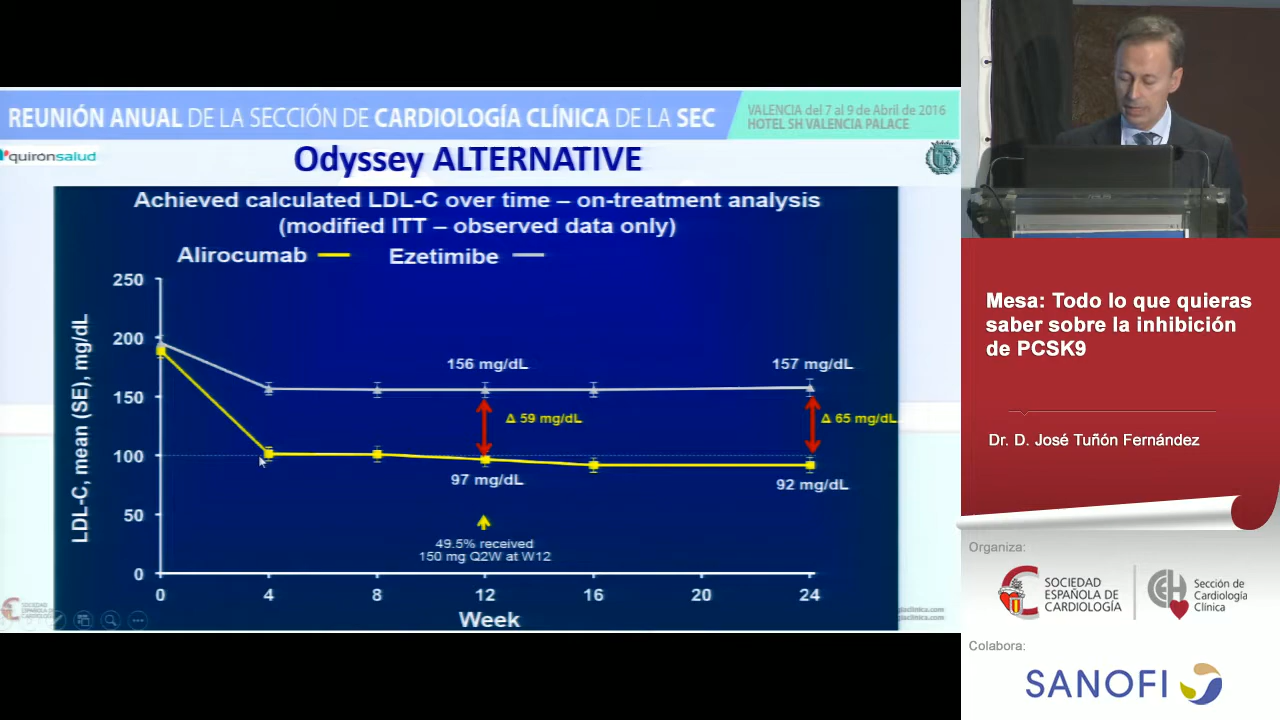 REUNIÓN ANUAL DE LA SECCIÓN DE CARDIOLOGÍA CLÍNICA DE LA SEC
VALENCIA del 7 al 9 de Abril de 2016
HOTEL SH VALENCIA PALACE
quirónsalud
Odyssey ALTERNATIVE
Achieved calculated LDL-C over time – on-treatment analysis
(modified ITT – observed data only)
Alirocumab
Ezetimibe
LDL-C, mean (SE), mg/dL
250
200
150
100
50
0
156 mg/dL
157 mg/dL
Δ 59 mg/dL
Δ 65 mg/dL
97 mg/dL
92 mg/dL
49.5% received
150 mg Q2W at W12
0 4 8 12 16 20 24
Week
SOCIEDAD
ESPAÑOLA DE
CARDIOLOGÍA
Mesa: Todo lo que quieras
saber sobre la inhibición
de PCSK9
Dr. D. José Tuñón Fernández
Organiza:
SOCIEDAD
ESPAÑOLA DE
CARDIOLOGÍA
Sección de
Cardiología
Clínica
Colabora:
SANOFI